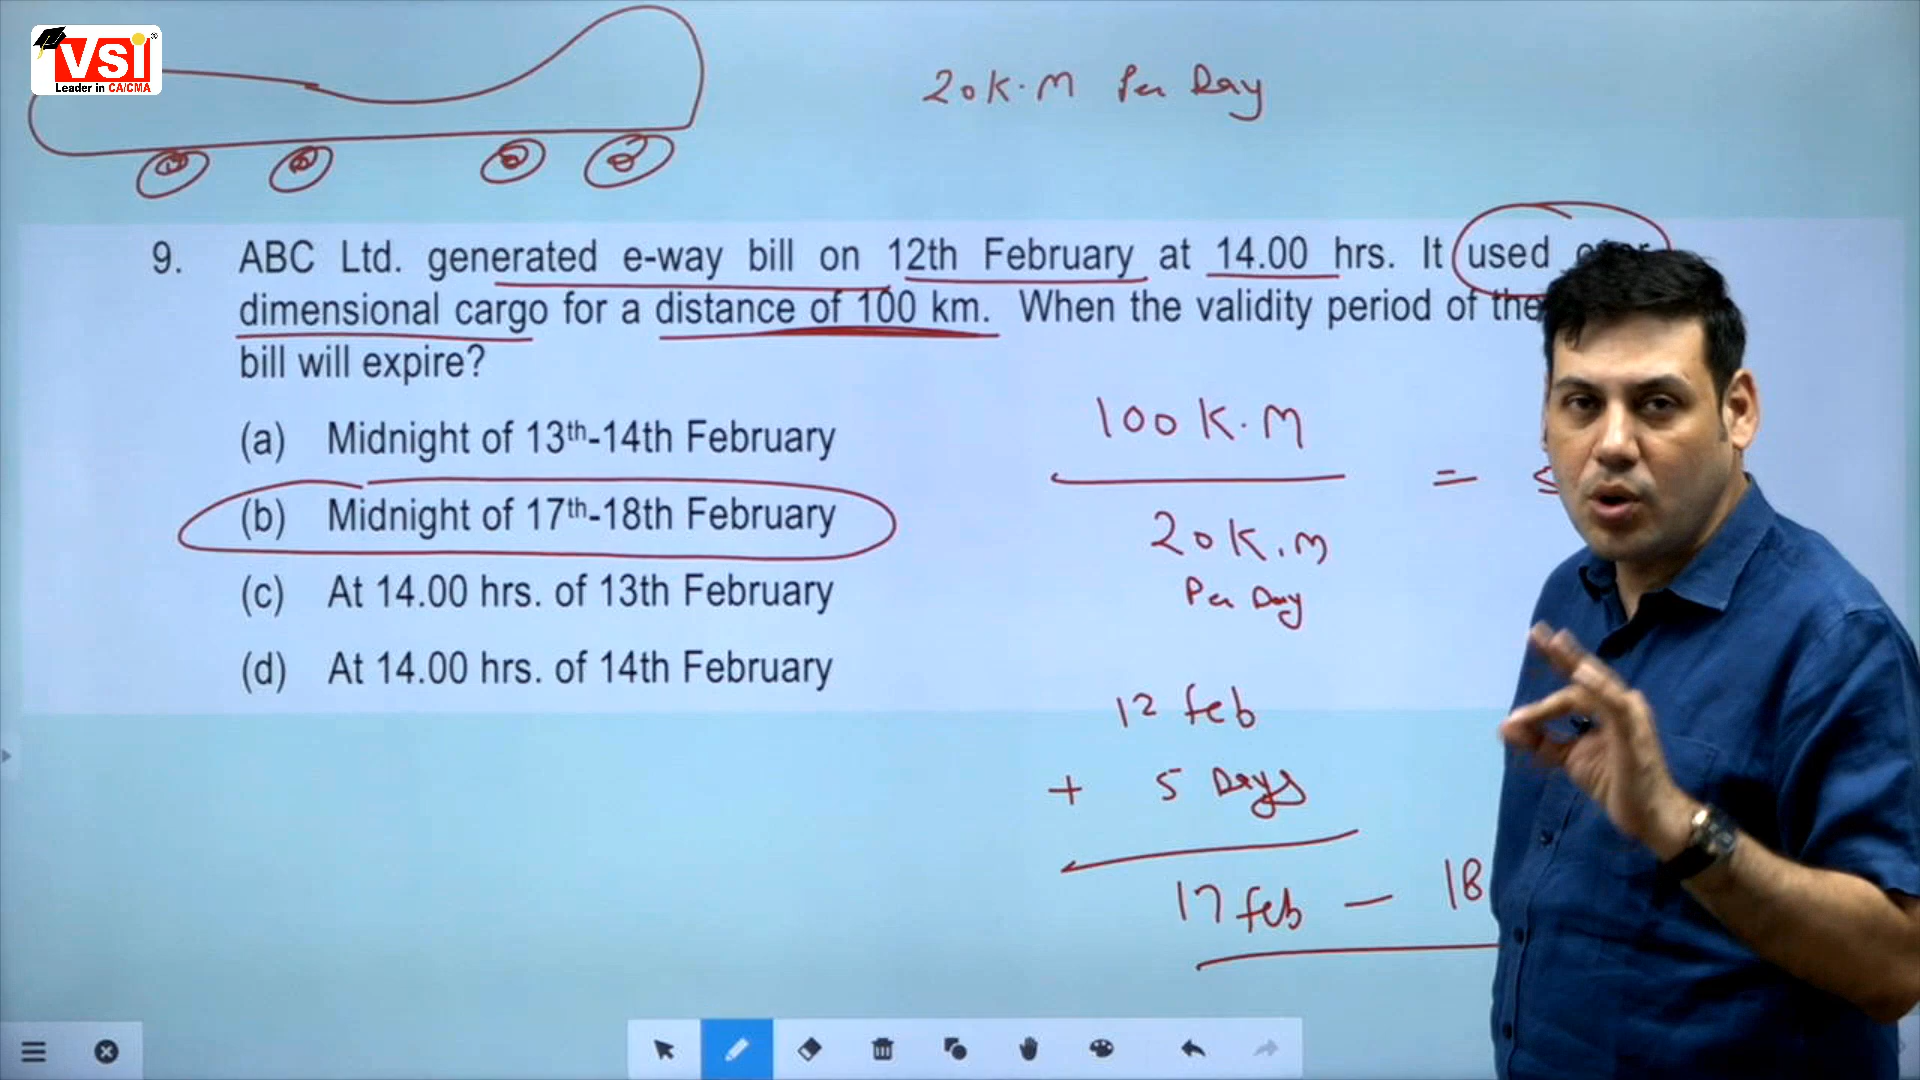 VSI
Leader in CA/CMA
20 K.M Per Day
9. ABC Ltd. generated e-way bill on 12th February at 14.00 hrs. It used over
dimensional cargo for a distance of 100 km. When the validity period of the
bill will expire?
(a) Midnight of 13th-14th February
(b) Midnight of 17th-18th February
(c) At 14.00 hrs. of 13th February
(d) At 14.00 hrs. of 14th February
100 K.M
=
20 K.M
Per Day
12 feb
+ 5 Days
17 feb — 18